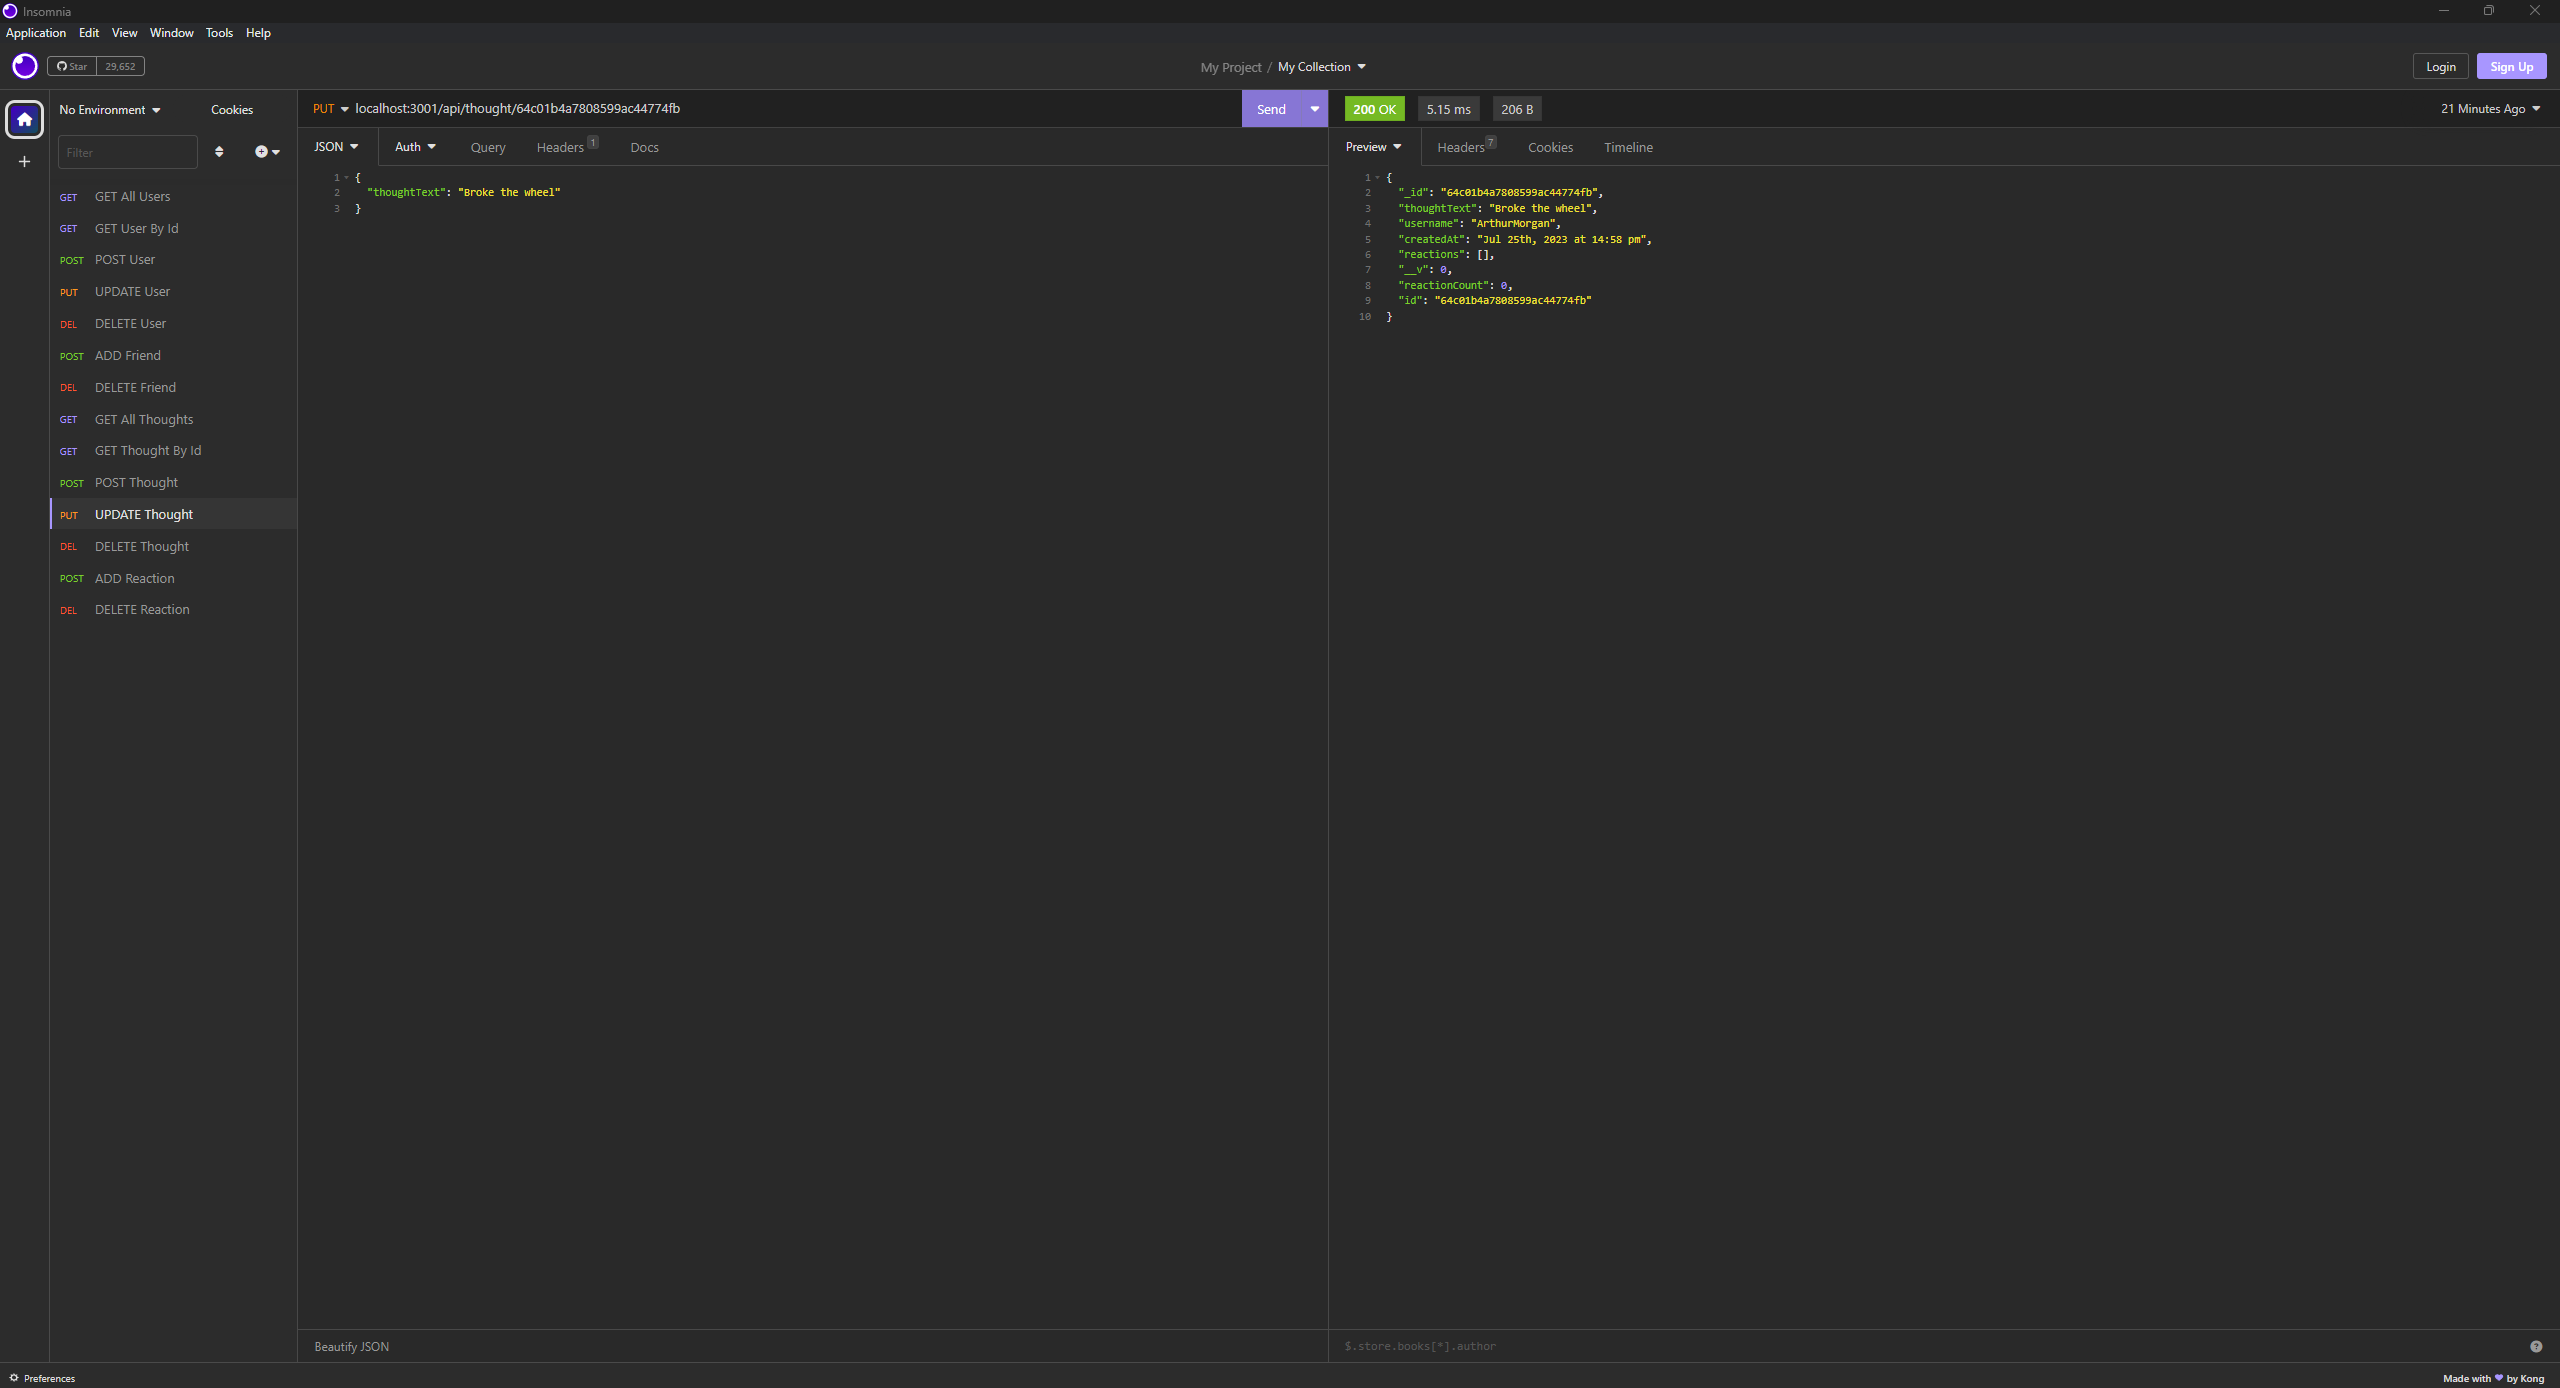 Insomnia
Application Edit View Window Tools Help
Star 29,652
My Project / My Collection
Login Sign Up
No Environment Cookies
Filter
GET GET All Users
GET GET User By Id
POST POST User
PUT UPDATE User
DEL DELETE User
POST ADD Friend
DEL DELETE Friend
GET GET All Thoughts
GET GET Thought By Id
POST POST Thought
PUT UPDATE Thought
DEL DELETE Thought
POST ADD Reaction
DEL DELETE Reaction
PUT localhost:3001/api/thought/64c01b4a7808599ac44774fb Send
JSON Auth Query Headers 1 Docs
1 {
2 "thoughtText": "Broke the wheel"
3 }
Beautify JSON
200 OK 5.15 ms 206 B 21 Minutes Ago
Preview Headers 7 Cookies Timeline
1 {
2 "_id": "64c01b4a7808599ac44774fb",
3 "thoughtText": "Broke the wheel",
4 "username": "ArthurMorgan",
5 "createdAt": "Jul 25th, 2023 at 14:58 pm",
6 "reactions": [],
7 "__v": 0,
8 "reactionCount": 0,
9 "id": "64c01b4a7808599ac44774fb"
10 }
$.store.books[*].author ?
Preferences
Made with ♥ by Kong